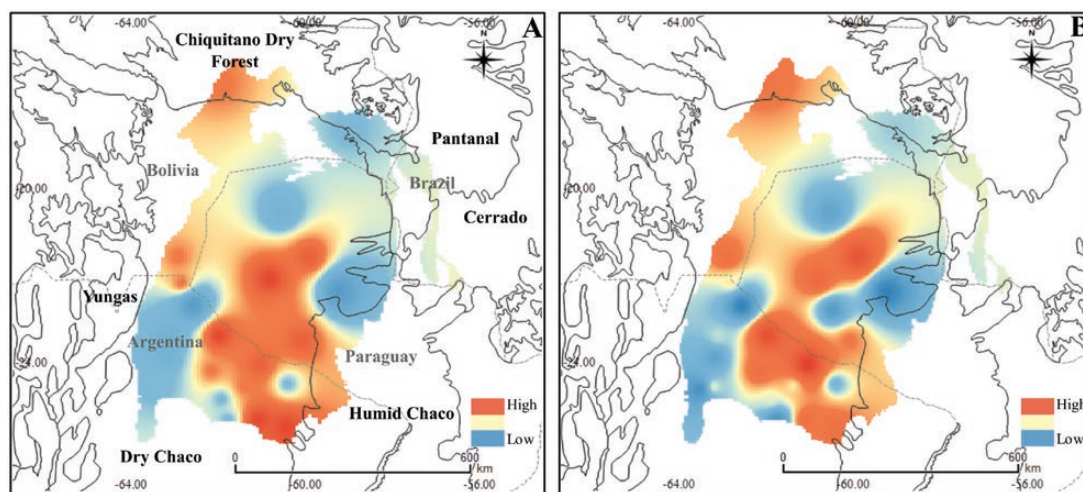 -64.00
-60.00
-56.00
A
N
Chiquitano Dry
Forest
Pantanal
Bolivia
Brazil
-20.00
Cerrado
Yungas
Argentina
Paraguay
-24.00
High
Low
Humid Chaco
Dry Chaco
0
600
km
-64.00
-60.00
-56.00
-64.00
-60.00
-56.00
B
N
-20.00
-24.00
High
Low
0
600
km
-64.00
-60.00
-56.00